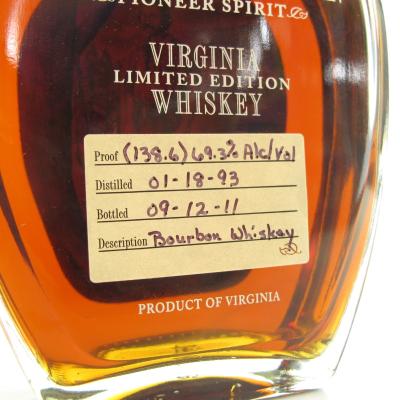 PIONEER SPIRIT
VIRGINIA
LIMITED EDITION
WHISKEY
Proof (138.6) 69.3% Alc/Vol
Distilled 01-18-93
Bottled 09-12-11
Description Bourbon Whiskey
PRODUCT OF VIRGINIA